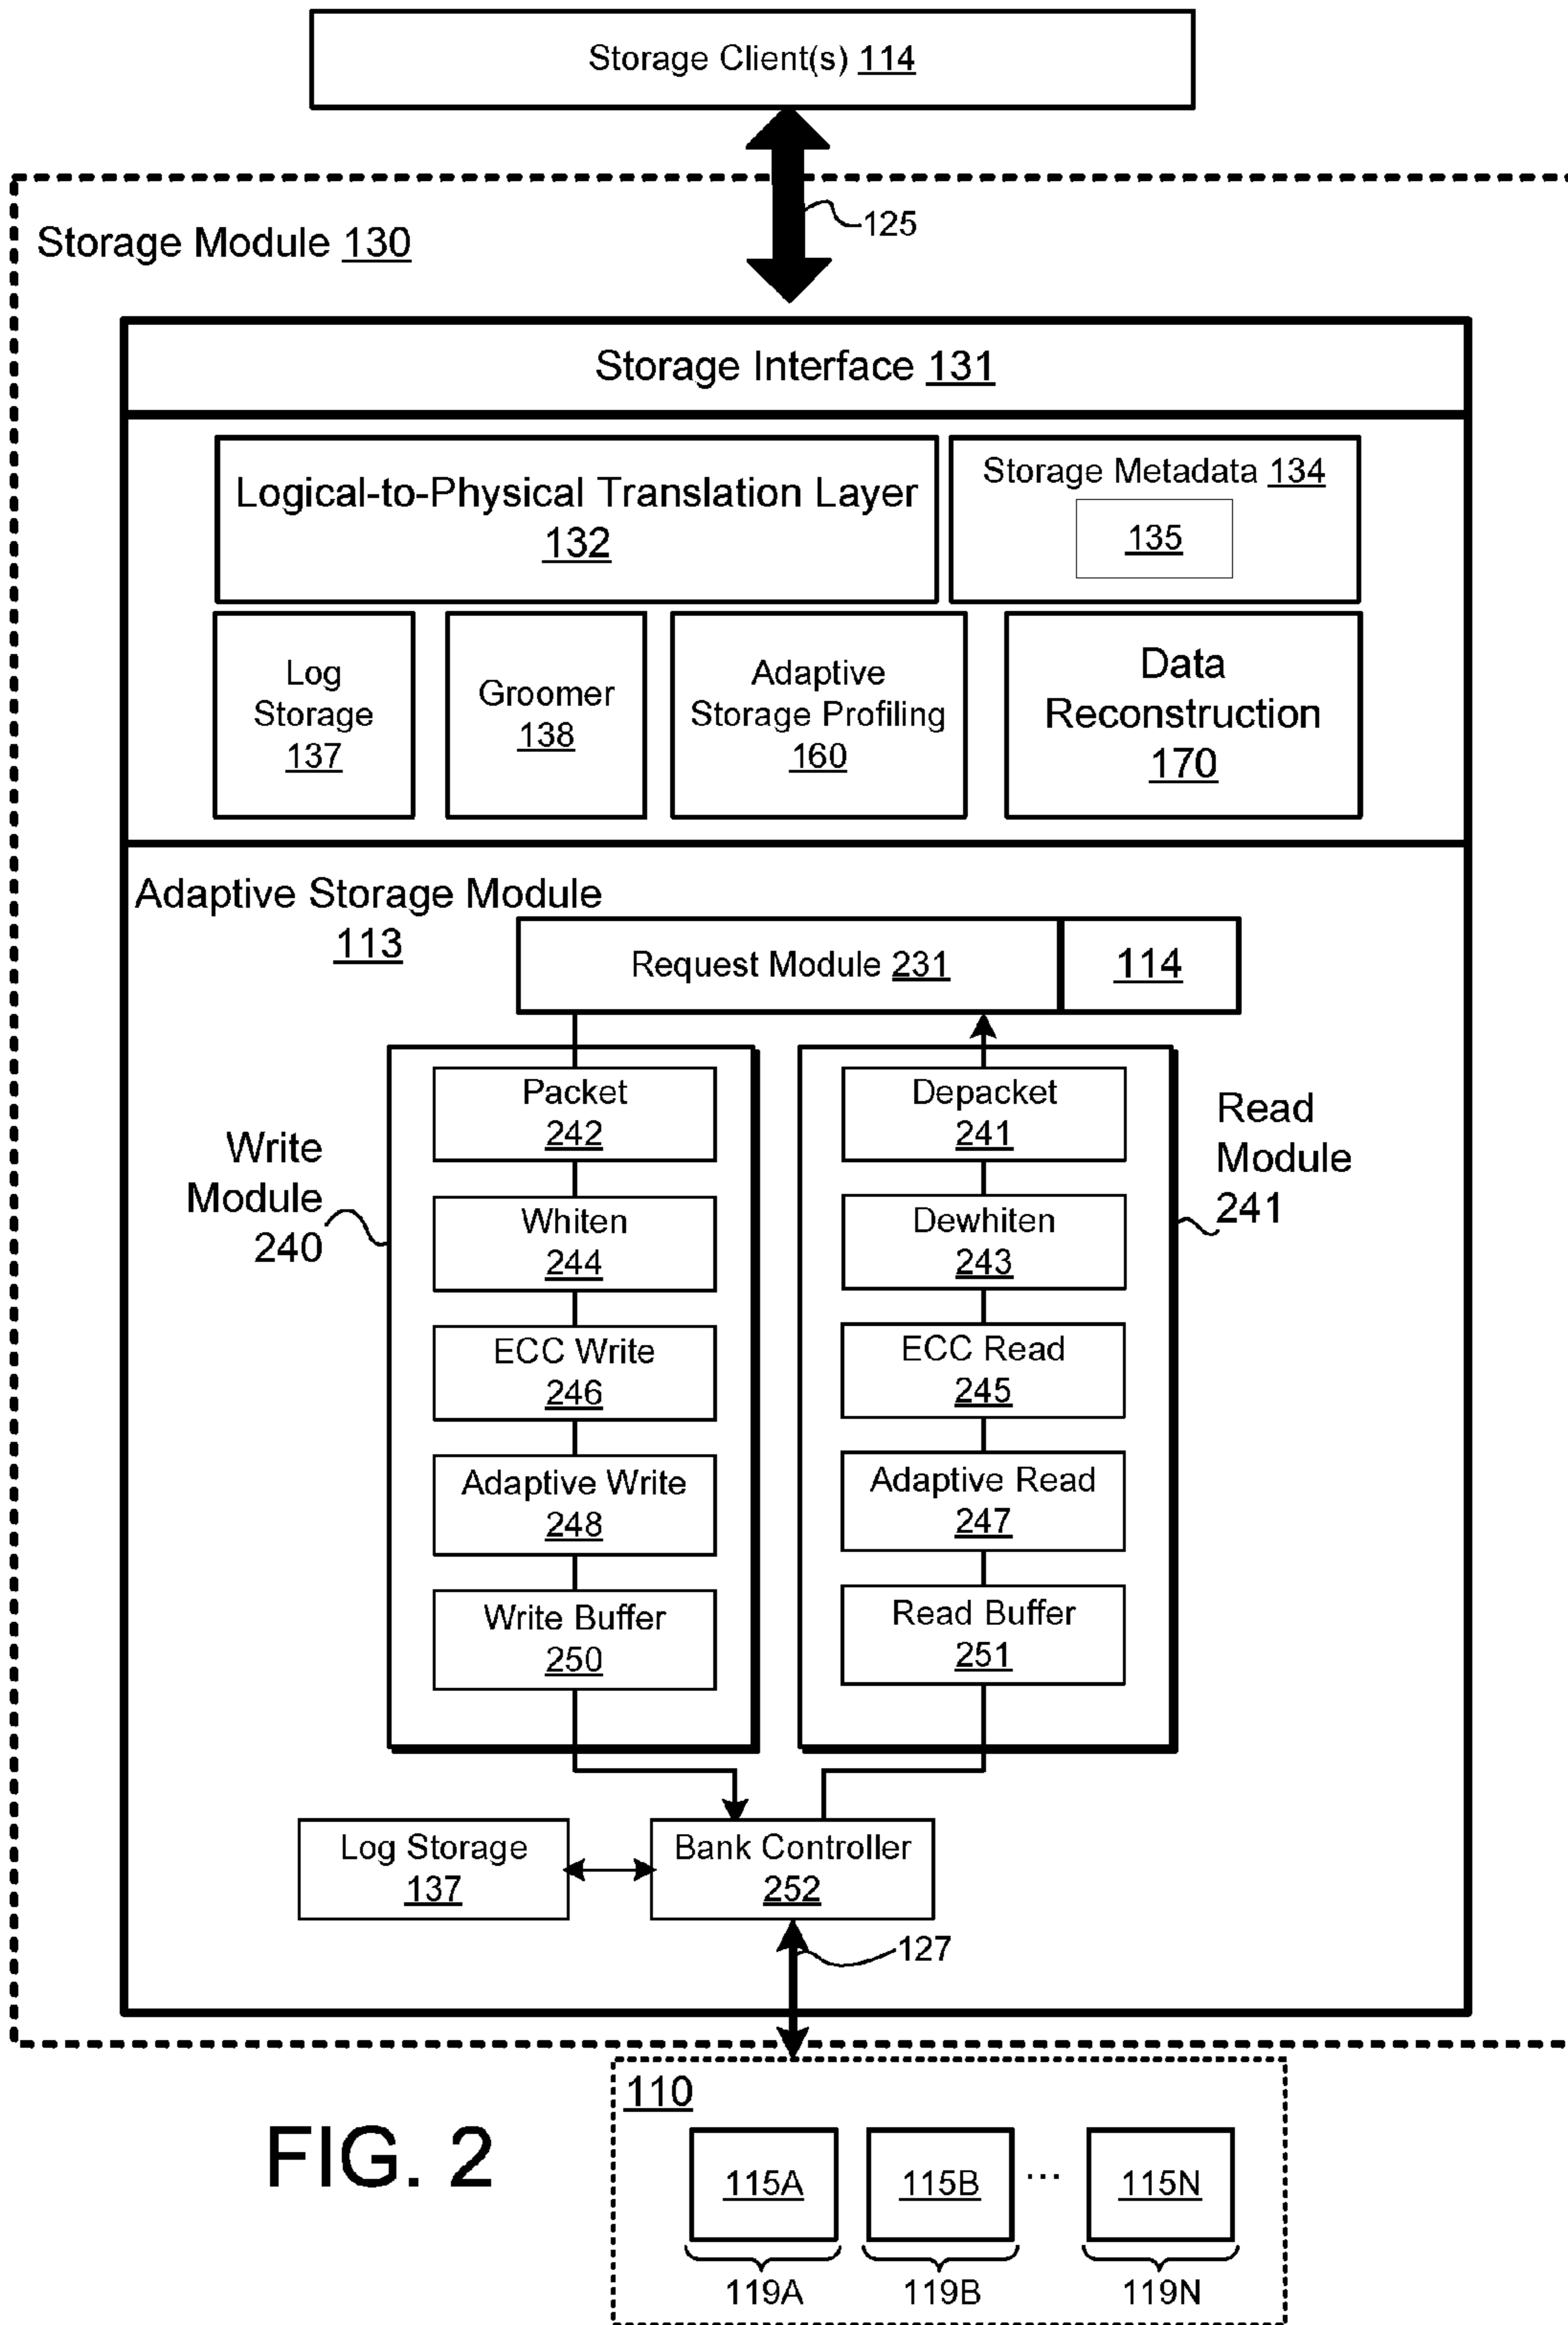 Storage Client(s) 114
125
Storage Module 130
Storage Interface 131
Logical-to-Physical Translation Layer
132
Storage Metadata 134
135
Log
Storage
137
Groomer
138
Adaptive
Storage Profiling
160
Data
Reconstruction
170
Adaptive Storage Module
113
Request Module 231
114
Write
Module
240
Packet
242
Whiten
244
ECC Write
246
Adaptive Write
248
Write Buffer
250
Depacket
241
Dewhiten
243
ECC Read
245
Adaptive Read
247
Read Buffer
251
Read
Module
241
Log Storage
137
Bank Controller
252
127
110
115A
115B
...
115N
119A
119B
119N
FIG. 2